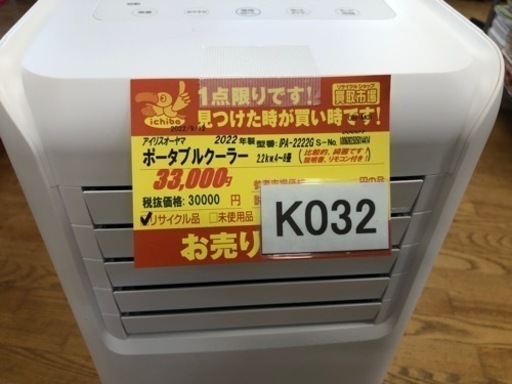 1点限りです!
見つけた時が買い時です!
リサイクルショップ
買取市場
ichiba
アイリスオーヤマ 2022年製 型番: IPA-2222G S-No.
ポータブルクーラー 2.2kw4~8畳 (比較的、綺麗です 説明書、リモコン付き!)
33,000円
税抜価格: 30000 円
リサイクル品 □未使用品
お売り
K032